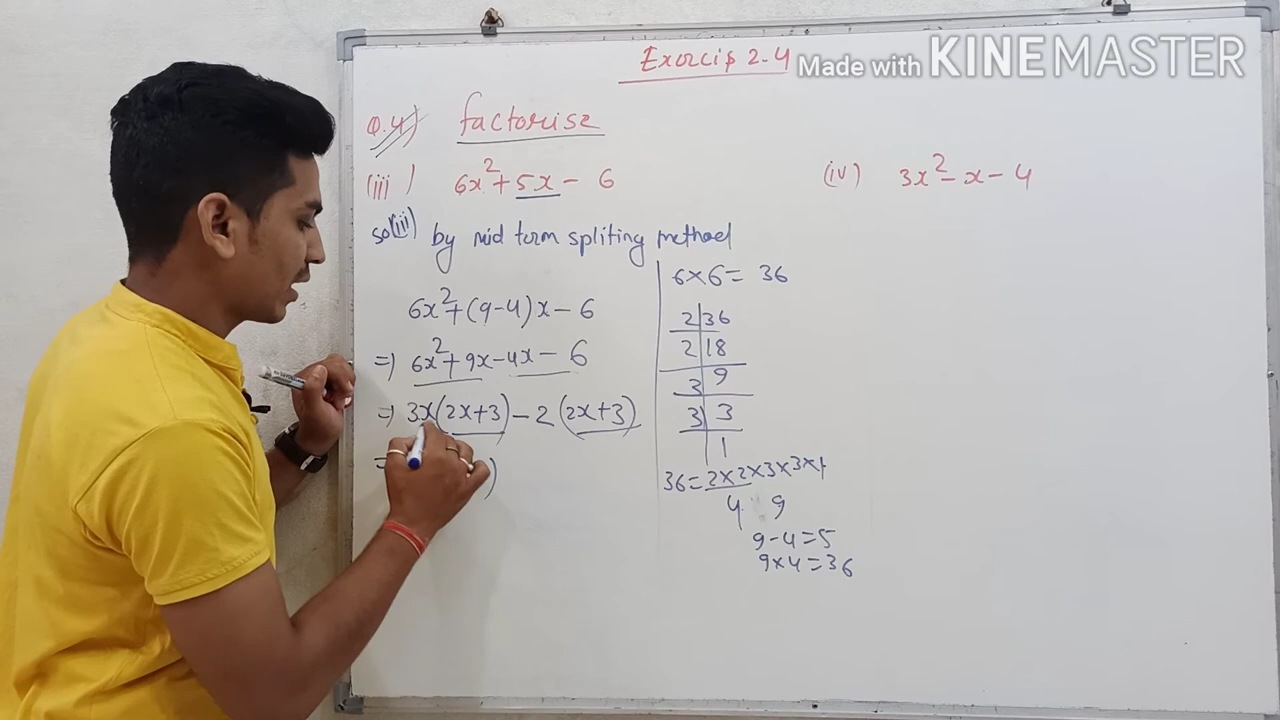 Exercise 2.4
Made with KINEMASTER
Q.4) factorise
(iii) 6x²+5x-6
sol(iii) by mid term spliting method
6x²+(9-4)x-6
=) 6x²+9x-4x-6
=) 3x(2x+3)-2(2x+3)
= )
6×6=36
2|36
2|18
3|9
3|3
1
36=2×2×3×3×1
4 9
9-4=5
9×4=36
(iv) 3x²-x-4